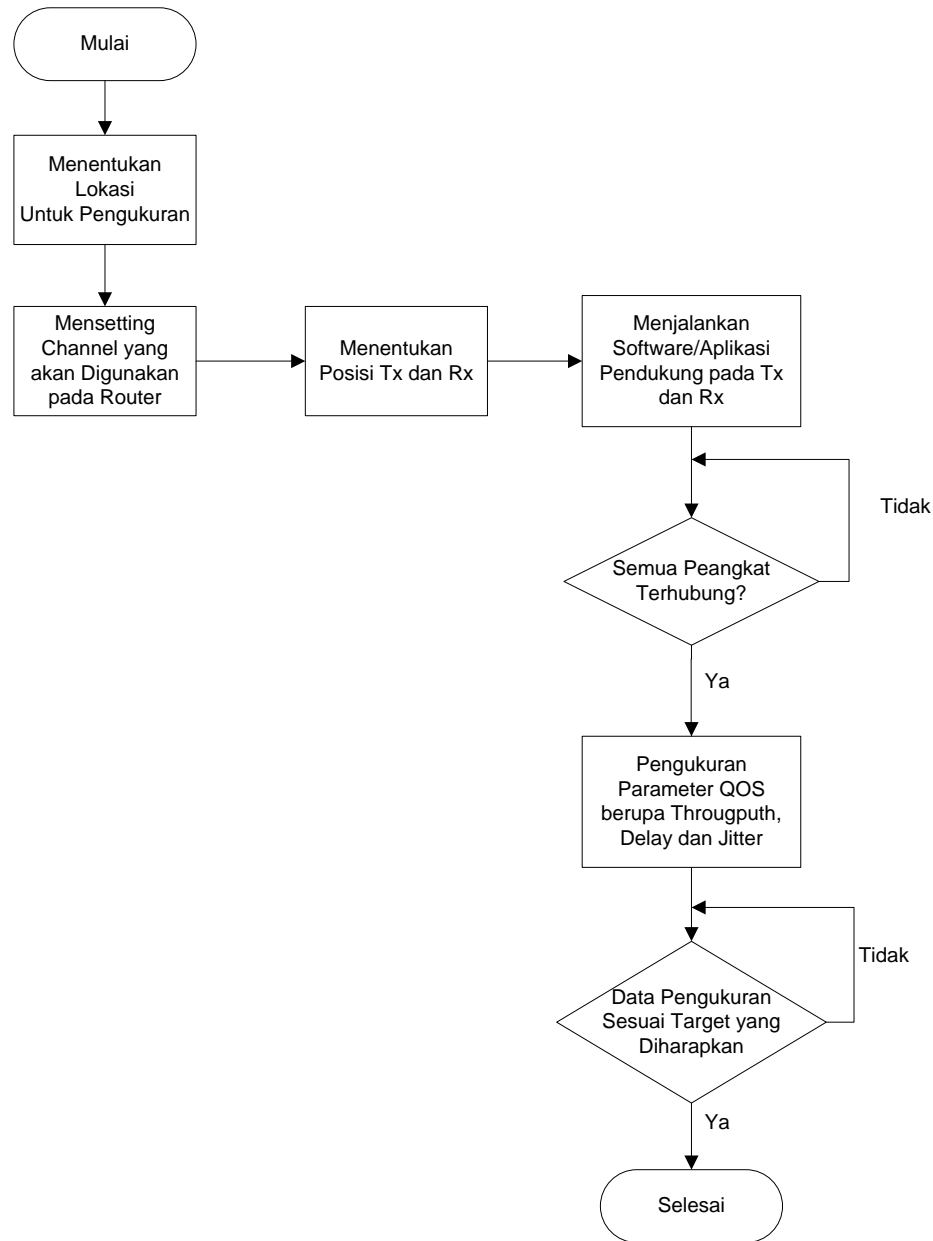 Mulai
Menentukan
Lokasi
Untuk Pengukuran
Mensetting
Channel yang
akan Digunakan
pada Router
Menentukan
Posisi Tx dan Rx
Menjalankan
Software/Aplikasi
Pendukung pada Tx
dan Rx
Tidak
Semua Peangkat
Terhubung?
Ya
Pengukuran
Parameter QOS
berupa Througputh,
Delay dan Jitter
Tidak
Data Pengukuran
Sesuai Target yang
Diharapkan
Ya
Selesai